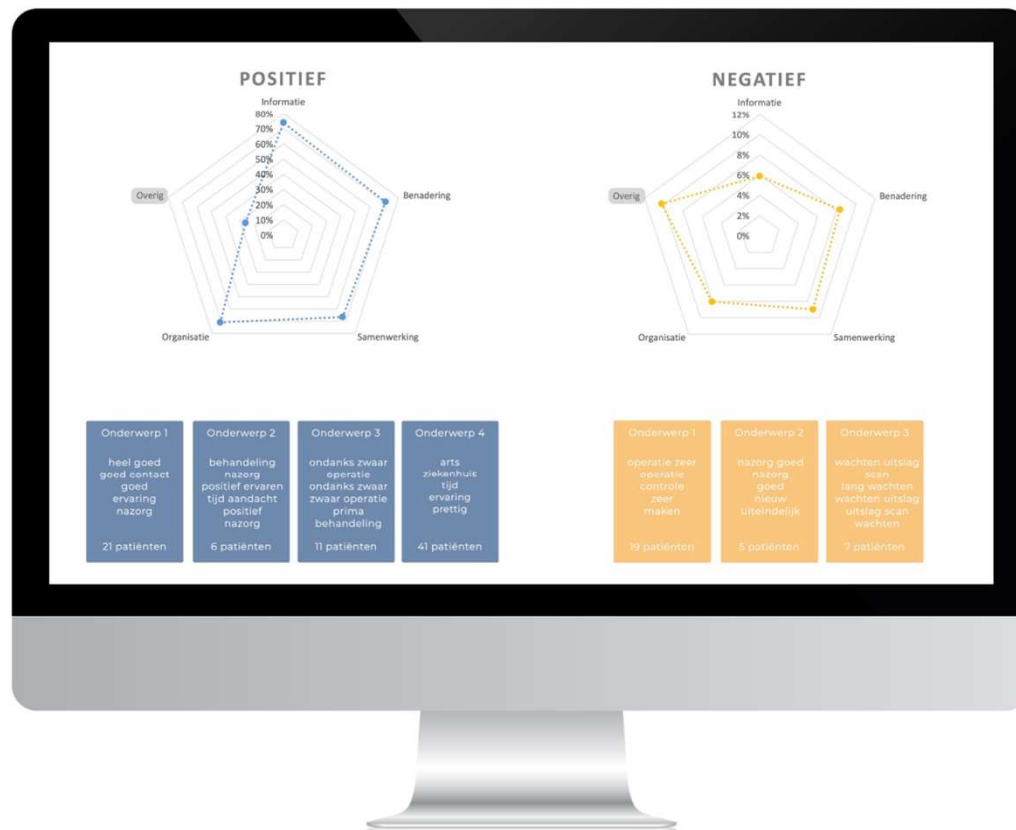 POSITIEF
Informatie
80%
70%
60%
50%
40%
30%
20%
10%
0%
Benadering
Samenwerking
Organisatie
Overig
NEGATIEF
Informatie
12%
10%
8%
6%
4%
2%
0%
Benadering
Samenwerking
Organisatie
Overig
Onderwerp 1
heel goed
goed contact
goed
ervaring
nazorg
21 patiënten
Onderwerp 2
behandeling
nazorg
positief ervaren
tijd aandacht
positief
nazorg
6 patiënten
Onderwerp 3
ondanks zwaar
operatie
ondanks zwaar
zwaar operatie
prima
behandeling
11 patiënten
Onderwerp 4
arts
ziekenhuis
tijd
ervaring
prettig
41 patiënten
Onderwerp 1
operatie zeer
operatie
controle
zeer
maken
19 patiënten
Onderwerp 2
nazorg goed
nazorg
goed
nieuw
uiteindelijk
5 patiënten
Onderwerp 3
wachten uitslag
scan
lang wachten
wachten uitslag
uitslag scan
wachten
7 patiënten